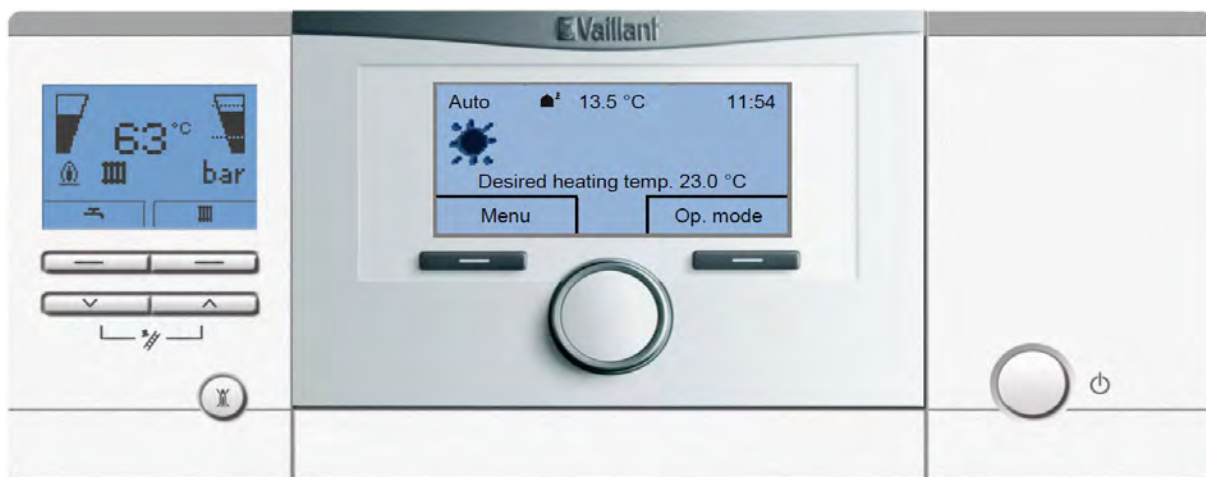 Vaillant
63 °C
bar
Auto 13.5 °C 11:54
Desired heating temp. 23.0 °C
Menu Op. mode